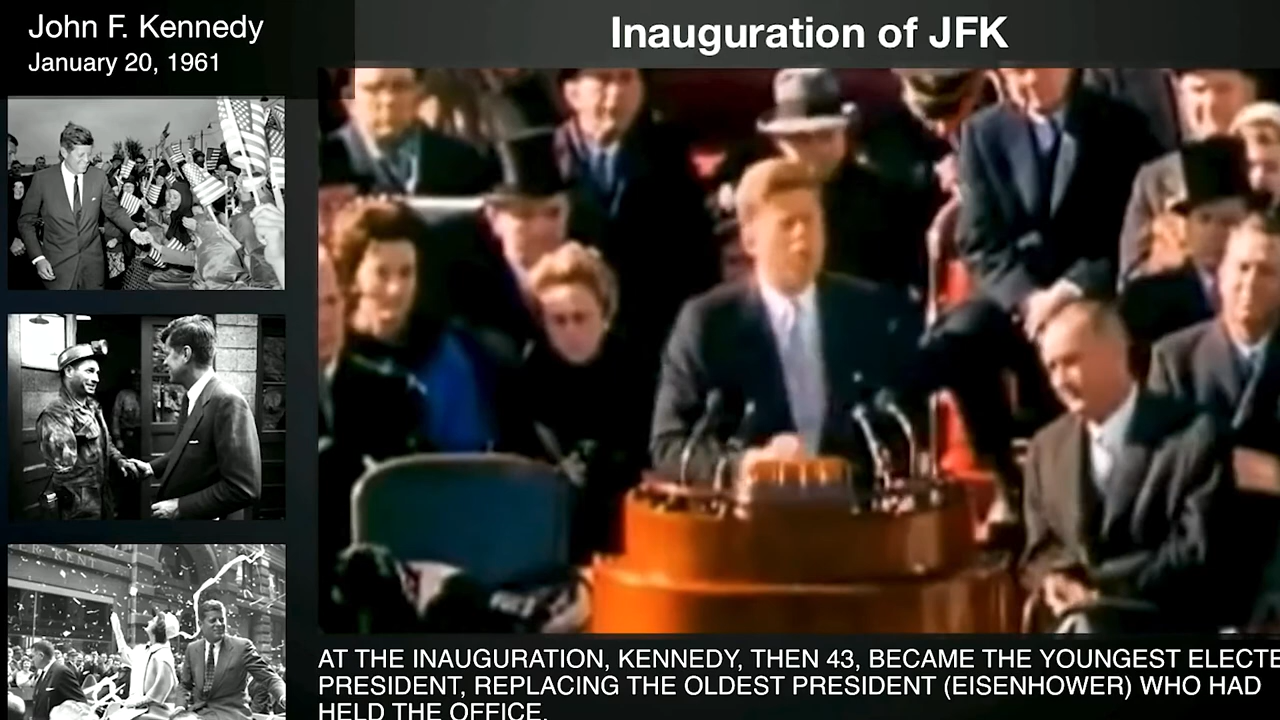 John F. Kennedy
January 20, 1961
Inauguration of JFK
AT THE INAUGURATION, KENNEDY, THEN 43, BECAME THE YOUNGEST ELECTE
PRESIDENT, REPLACING THE OLDEST PRESIDENT (EISENHOWER) WHO HAD
HELD THE OFFICE.